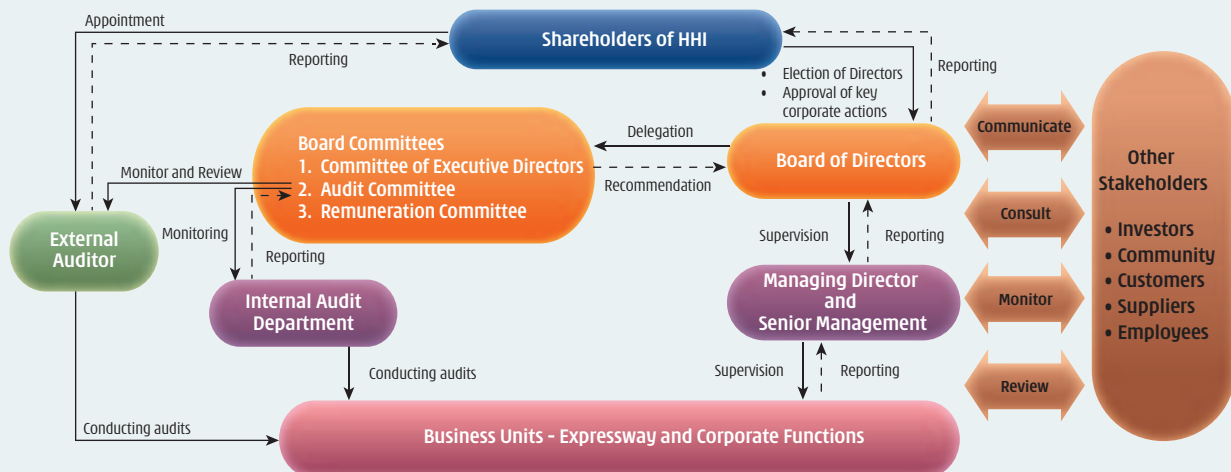 Appointment
Shareholders of HHI
Reporting
Reporting
• Election of Directors
• Approval of key
corporate actions
Communicate
Delegation
Board Committees
1. Committee of Executive Directors
2. Audit Committee
3. Remuneration Committee
Board of Directors
Other
Stakeholders
• Investors
• Community
• Customers
• Suppliers
• Employees
Monitor and Review
Recommendation
Consult
External
Auditor
Monitoring
Reporting
Supervision
Reporting
Internal Audit
Department
Managing Director
and
Senior Management
Monitor
Conducting audits
Supervision
Reporting
Review
Conducting audits
Business Units - Expressway and Corporate Functions